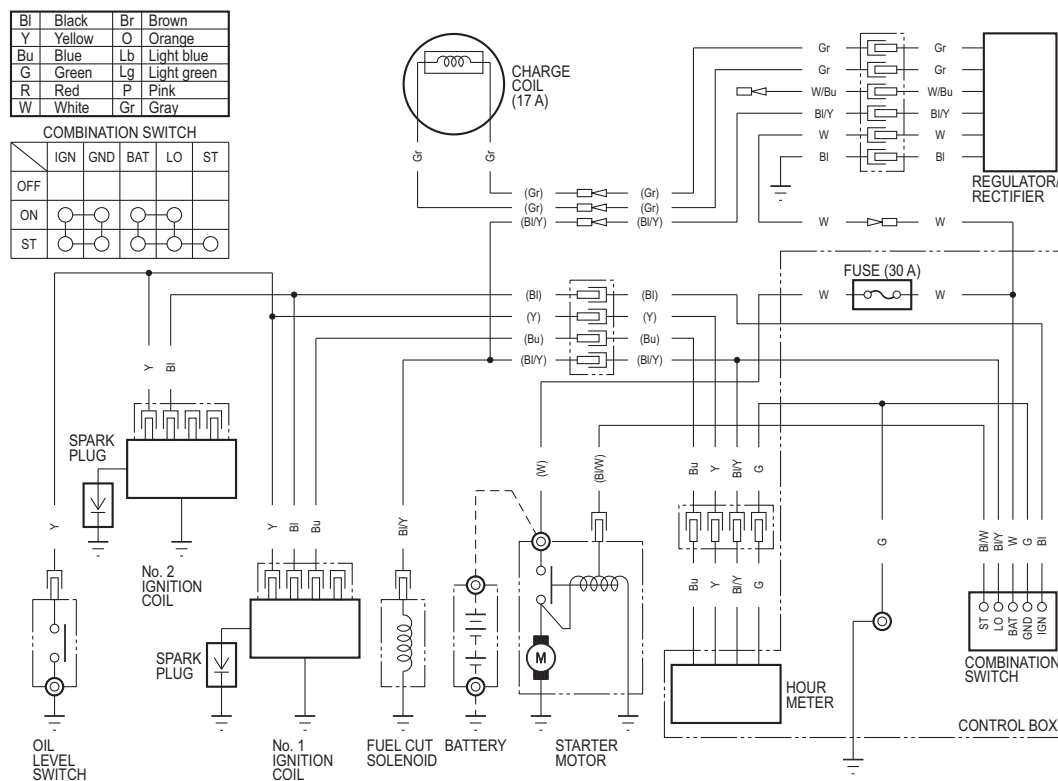 Bl Black Br Brown
Y Yellow O Orange
Bu Blue Lb Light blue
G Green Lg Light green
R Red P Pink
W White Gr Gray
COMBINATION SWITCH
IGN GND BAT LO ST
OFF
ON
ST
CHARGE
COIL
(17 A)
Gr Gr
Gr Gr
Gr Gr
W/Bu W/Bu
Bl/Y Bl/Y
W W
Bl Bl
REGULATOR/
RECTIFIER
(Gr) (Gr)
(Gr) (Gr)
(Bl/Y) (Bl/Y)
W W
FUSE (30 A)
W W
(Bl) (Bl)
(Y) (Y)
(Bu) (Bu)
(Bl/Y) (Bl/Y)
Y Bl
SPARK
PLUG
No. 2
IGNITION
COIL
Y
Y Bl Bu
SPARK
PLUG
No. 1
IGNITION
COIL
Bl/Y
(W) (Bl/W)
Bu Y Bl/Y G
Bu Y Bl/Y G
G
Bl/W Bl/Y W G Bl
ST LO BAT GND IGN
COMBINATION
SWITCH
M
HOUR
METER
CONTROL BOX
OIL
LEVEL
SWITCH
FUEL CUT
SOLENOID
BATTERY
STARTER
MOTOR